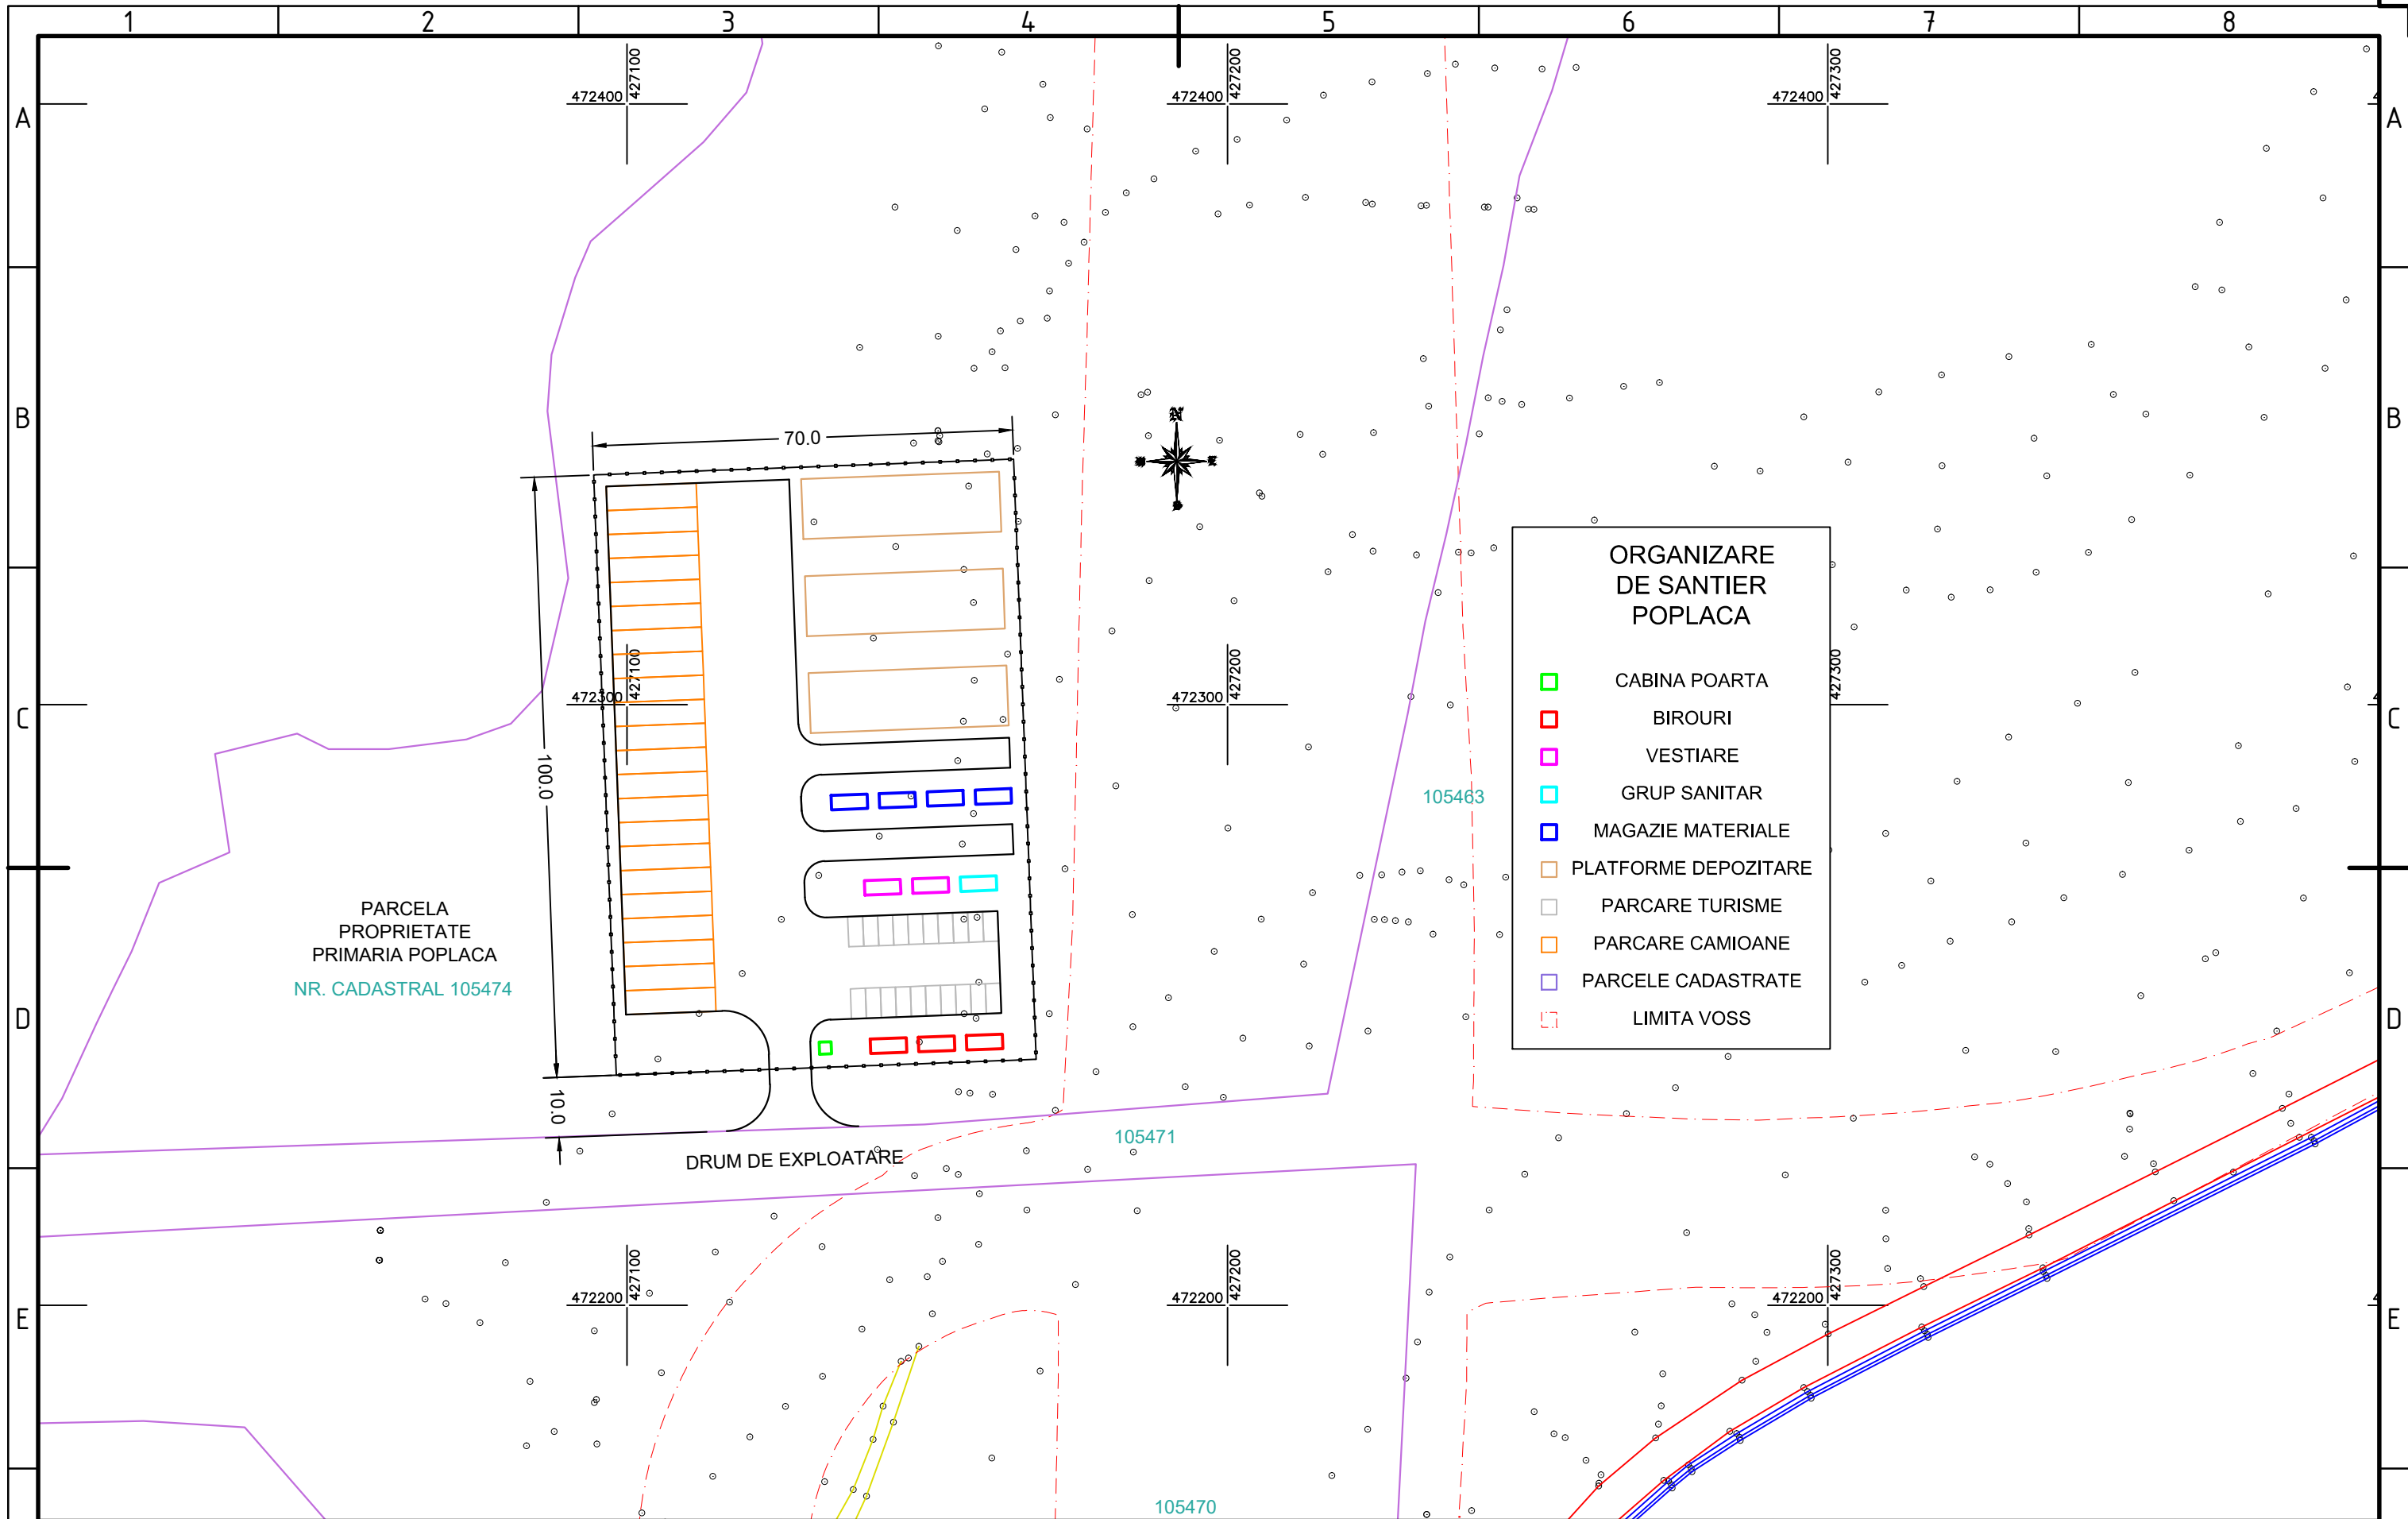 1 2 3 4 5 6 7 8
A A
472400 427100 472400 427200 472400 427300
B B
N
E
70.0
100.0
10.0
ORGANIZARE
DE SANTIER
POPLACA
CABINA POARTA
BIROURI
VESTIARE
GRUP SANITAR
MAGAZIE MATERIALE
PLATFORME DEPOZITARE
PARCARE TURISME
PARCARE CAMIOANE
PARCELE CADASTRATE
LIMITA VOSS
472300 427100 472300 427200 427300
C C
105463
PARCELA
PROPRIETATE
PRIMARIA POPLACA
NR. CADASTRAL 105474
D D
105471
DRUM DE EXPLOATARE
472200 427100 472200 427200 472200 427300
E E
105470